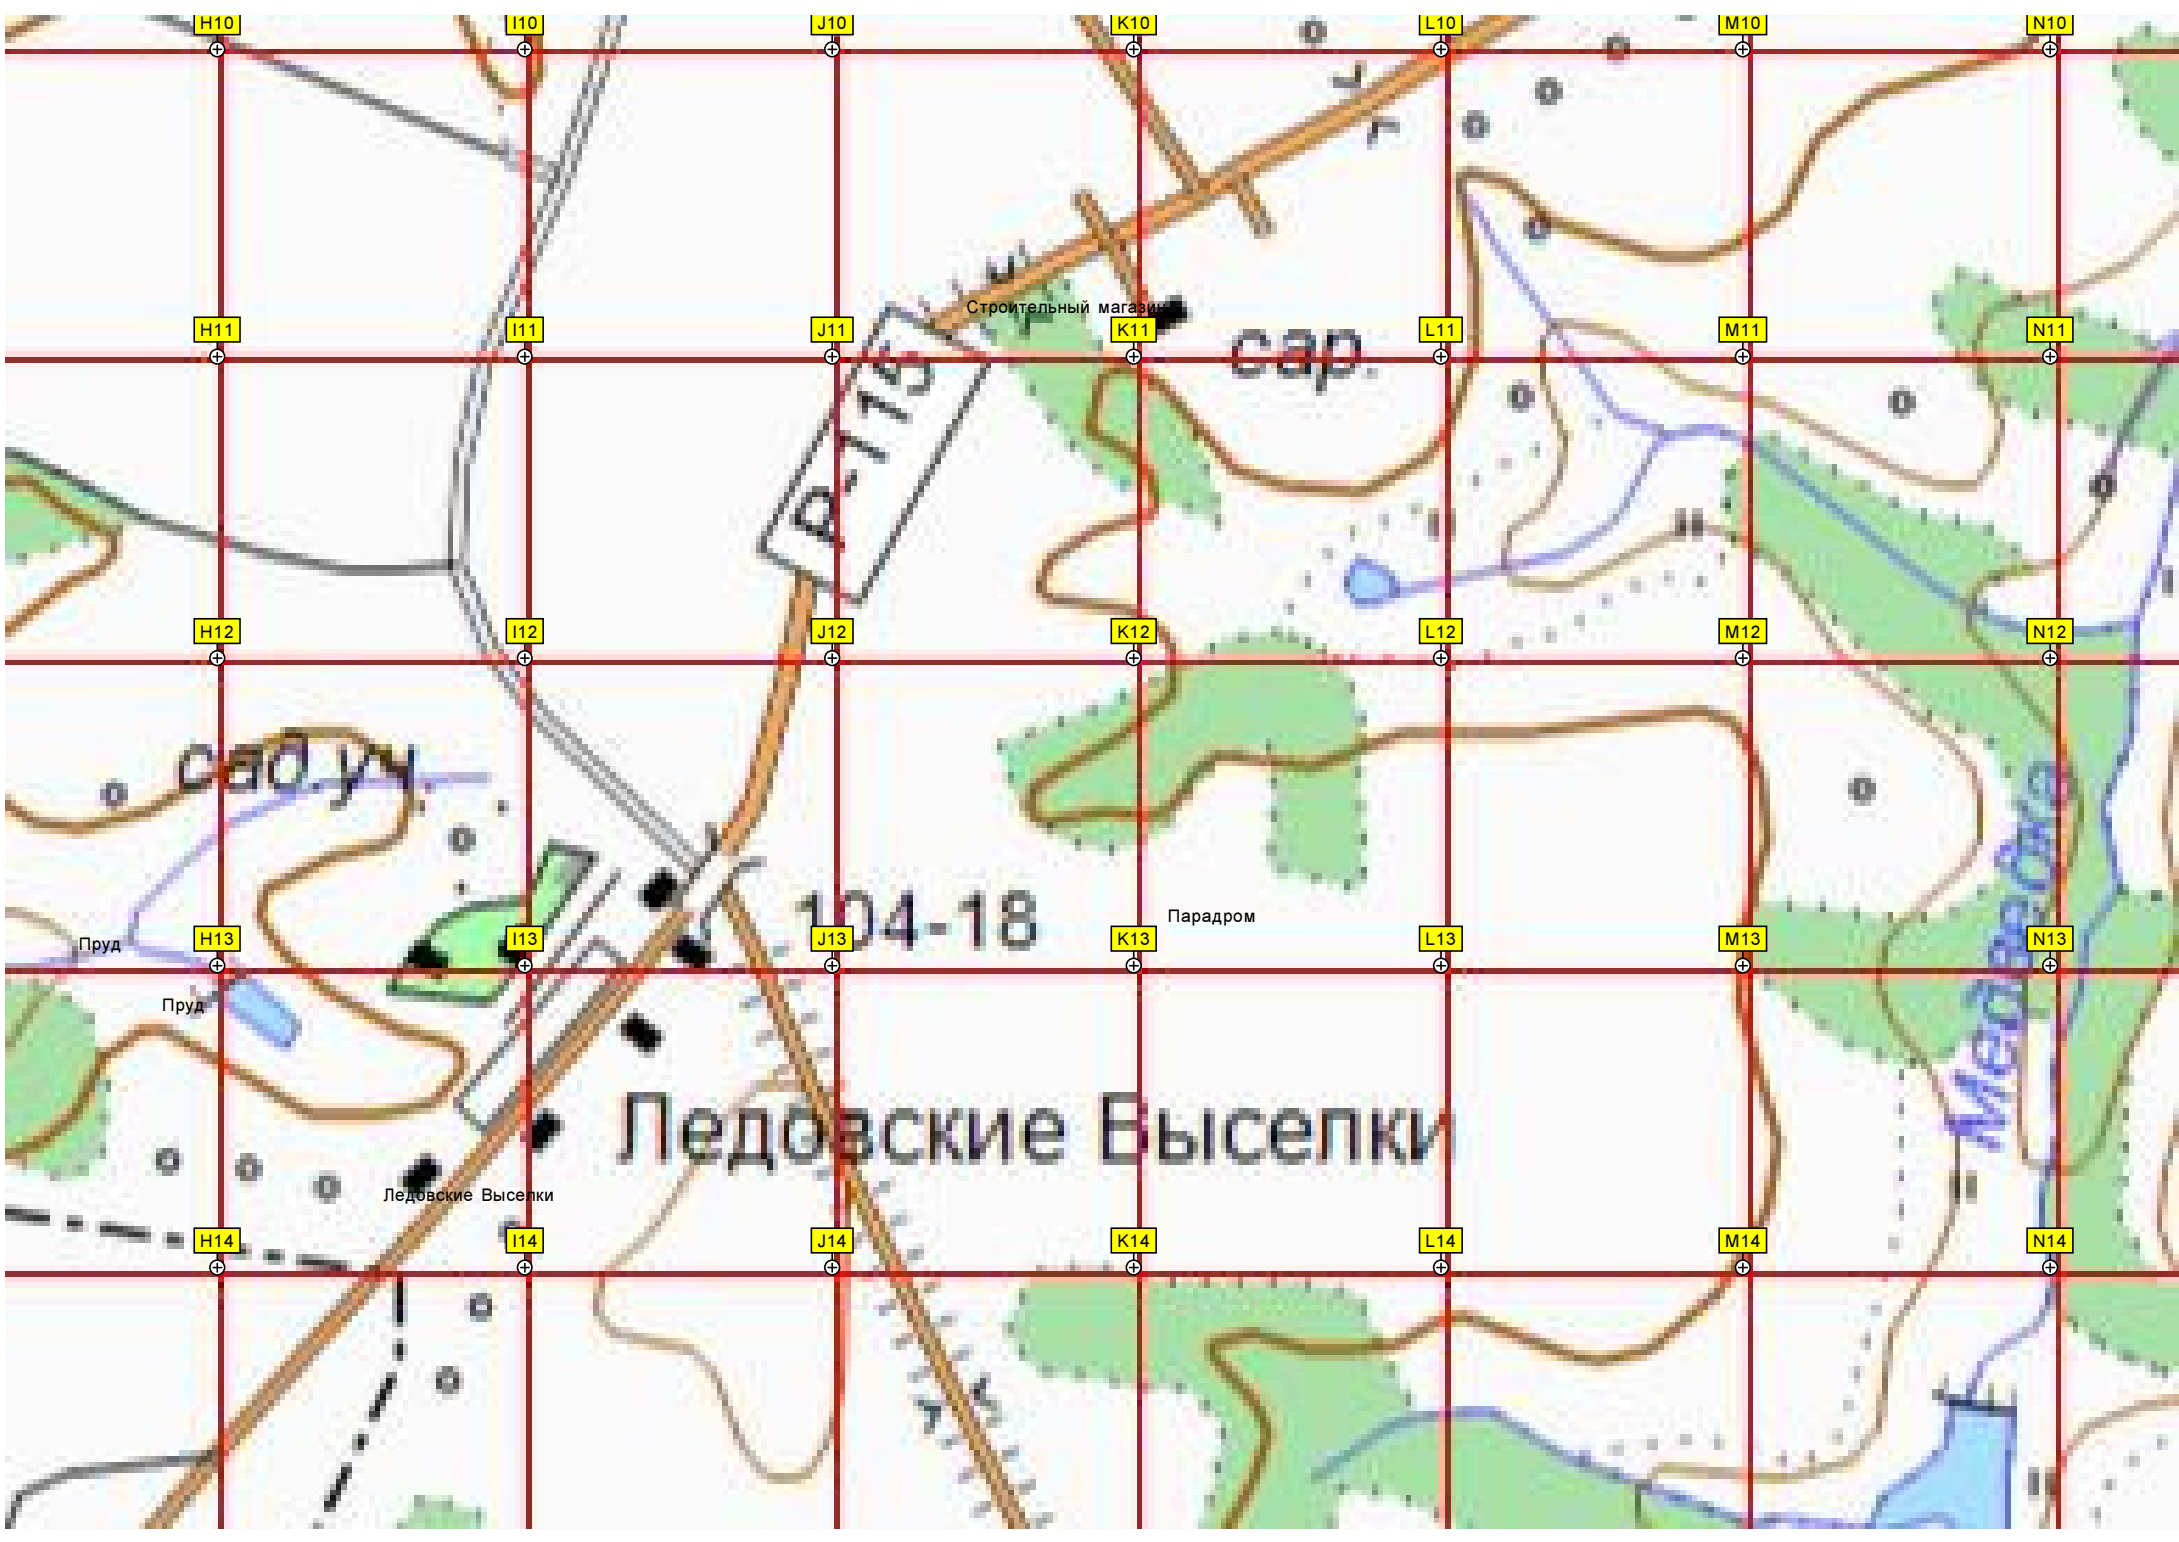 H10 I10 J10 K10 L10 M10 N10
Строительный магазин
H11 I11 J11 K11 L11 M11 N11
сар.
Р-115
H12 I12 J12 K12 L12 M12 N12
сад.уч
104-18
Парадром
Пруд
H13 I13 J13 K13 L13 M13 N13
Медведка
Пруд
Ледовские Выселки
Ледовские Выселки
H14 I14 J14 K14 L14 M14 N14